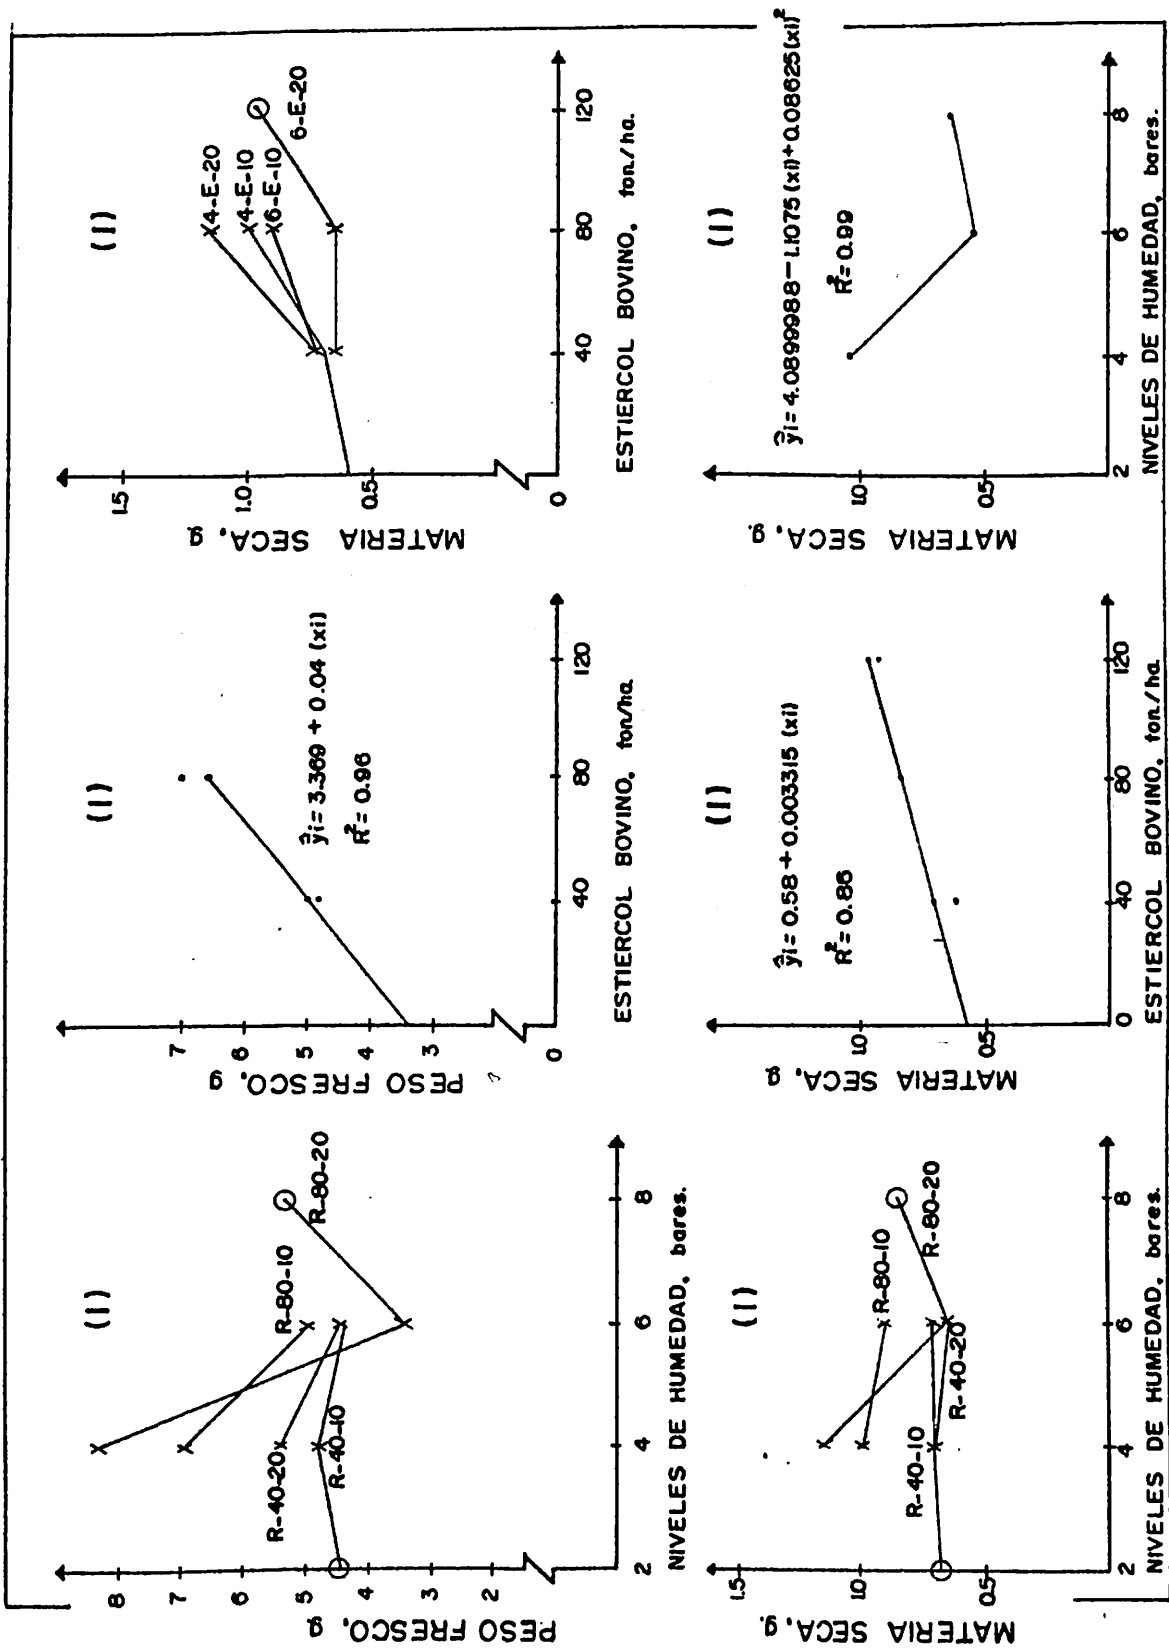 (I)
PESO FRESCO, g
8
7
6
5
4
3
2
R-80-10
R-40-20
R-40-10
R-80-20
2
4
6
8
NIVELES DE HUMEDAD, bares.
(I)
PESO FRESCO, g
7
6
5
4
3
0
ŷi = 3.369 + 0.04 (xi)
R² = 0.96
40
80
120
ESTIERCOL BOVINO, ton/ha
(I)
MATERIA SECA, g.
1.5
1.0
0.5
0
4-E-20
4-E-10
6-E-10
6-E-20
40
80
120
ESTIERCOL BOVINO, ton./ha.
(I)
MATERIA SECA, g.
1.5
1.0
0.5
R-80-10
R-40-10
R-40-20
R-80-20
2
4
6
8
NIVELES DE HUMEDAD, bares.
(I)
MATERIA SECA, g.
1.0
0.5
ŷi = 0.58 + 0.003315 (xi)
R² = 0.86
0
40
80
120
ESTIERCOL BOVINO, ton./ha
(I)
MATERIA SECA, g.
1.0
0.5
ŷi = 4.0899988 - 1.1075 (xi) + 0.08625 (xi)²
R² = 0.99
2
4
6
8
NIVELES DE HUMEDAD, bares.